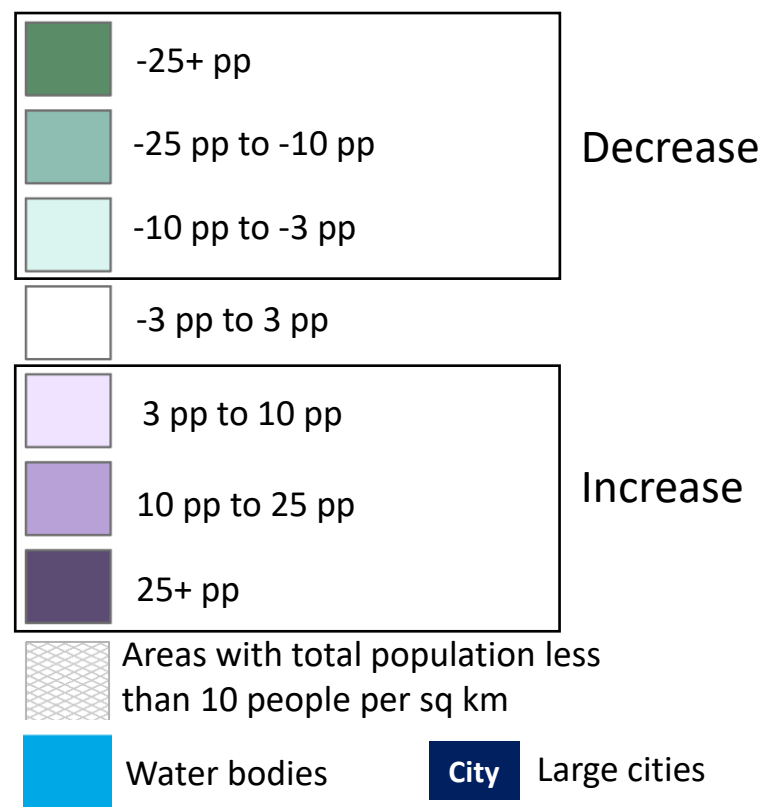 -25+ pp
-25 pp to -10 pp
Decrease
-10 pp to -3 pp
-3 pp to 3 pp
3 pp to 10 pp
10 pp to 25 pp
Increase
25+ pp
Areas with total population less
than 10 people per sq km
Water bodies
City
Large cities